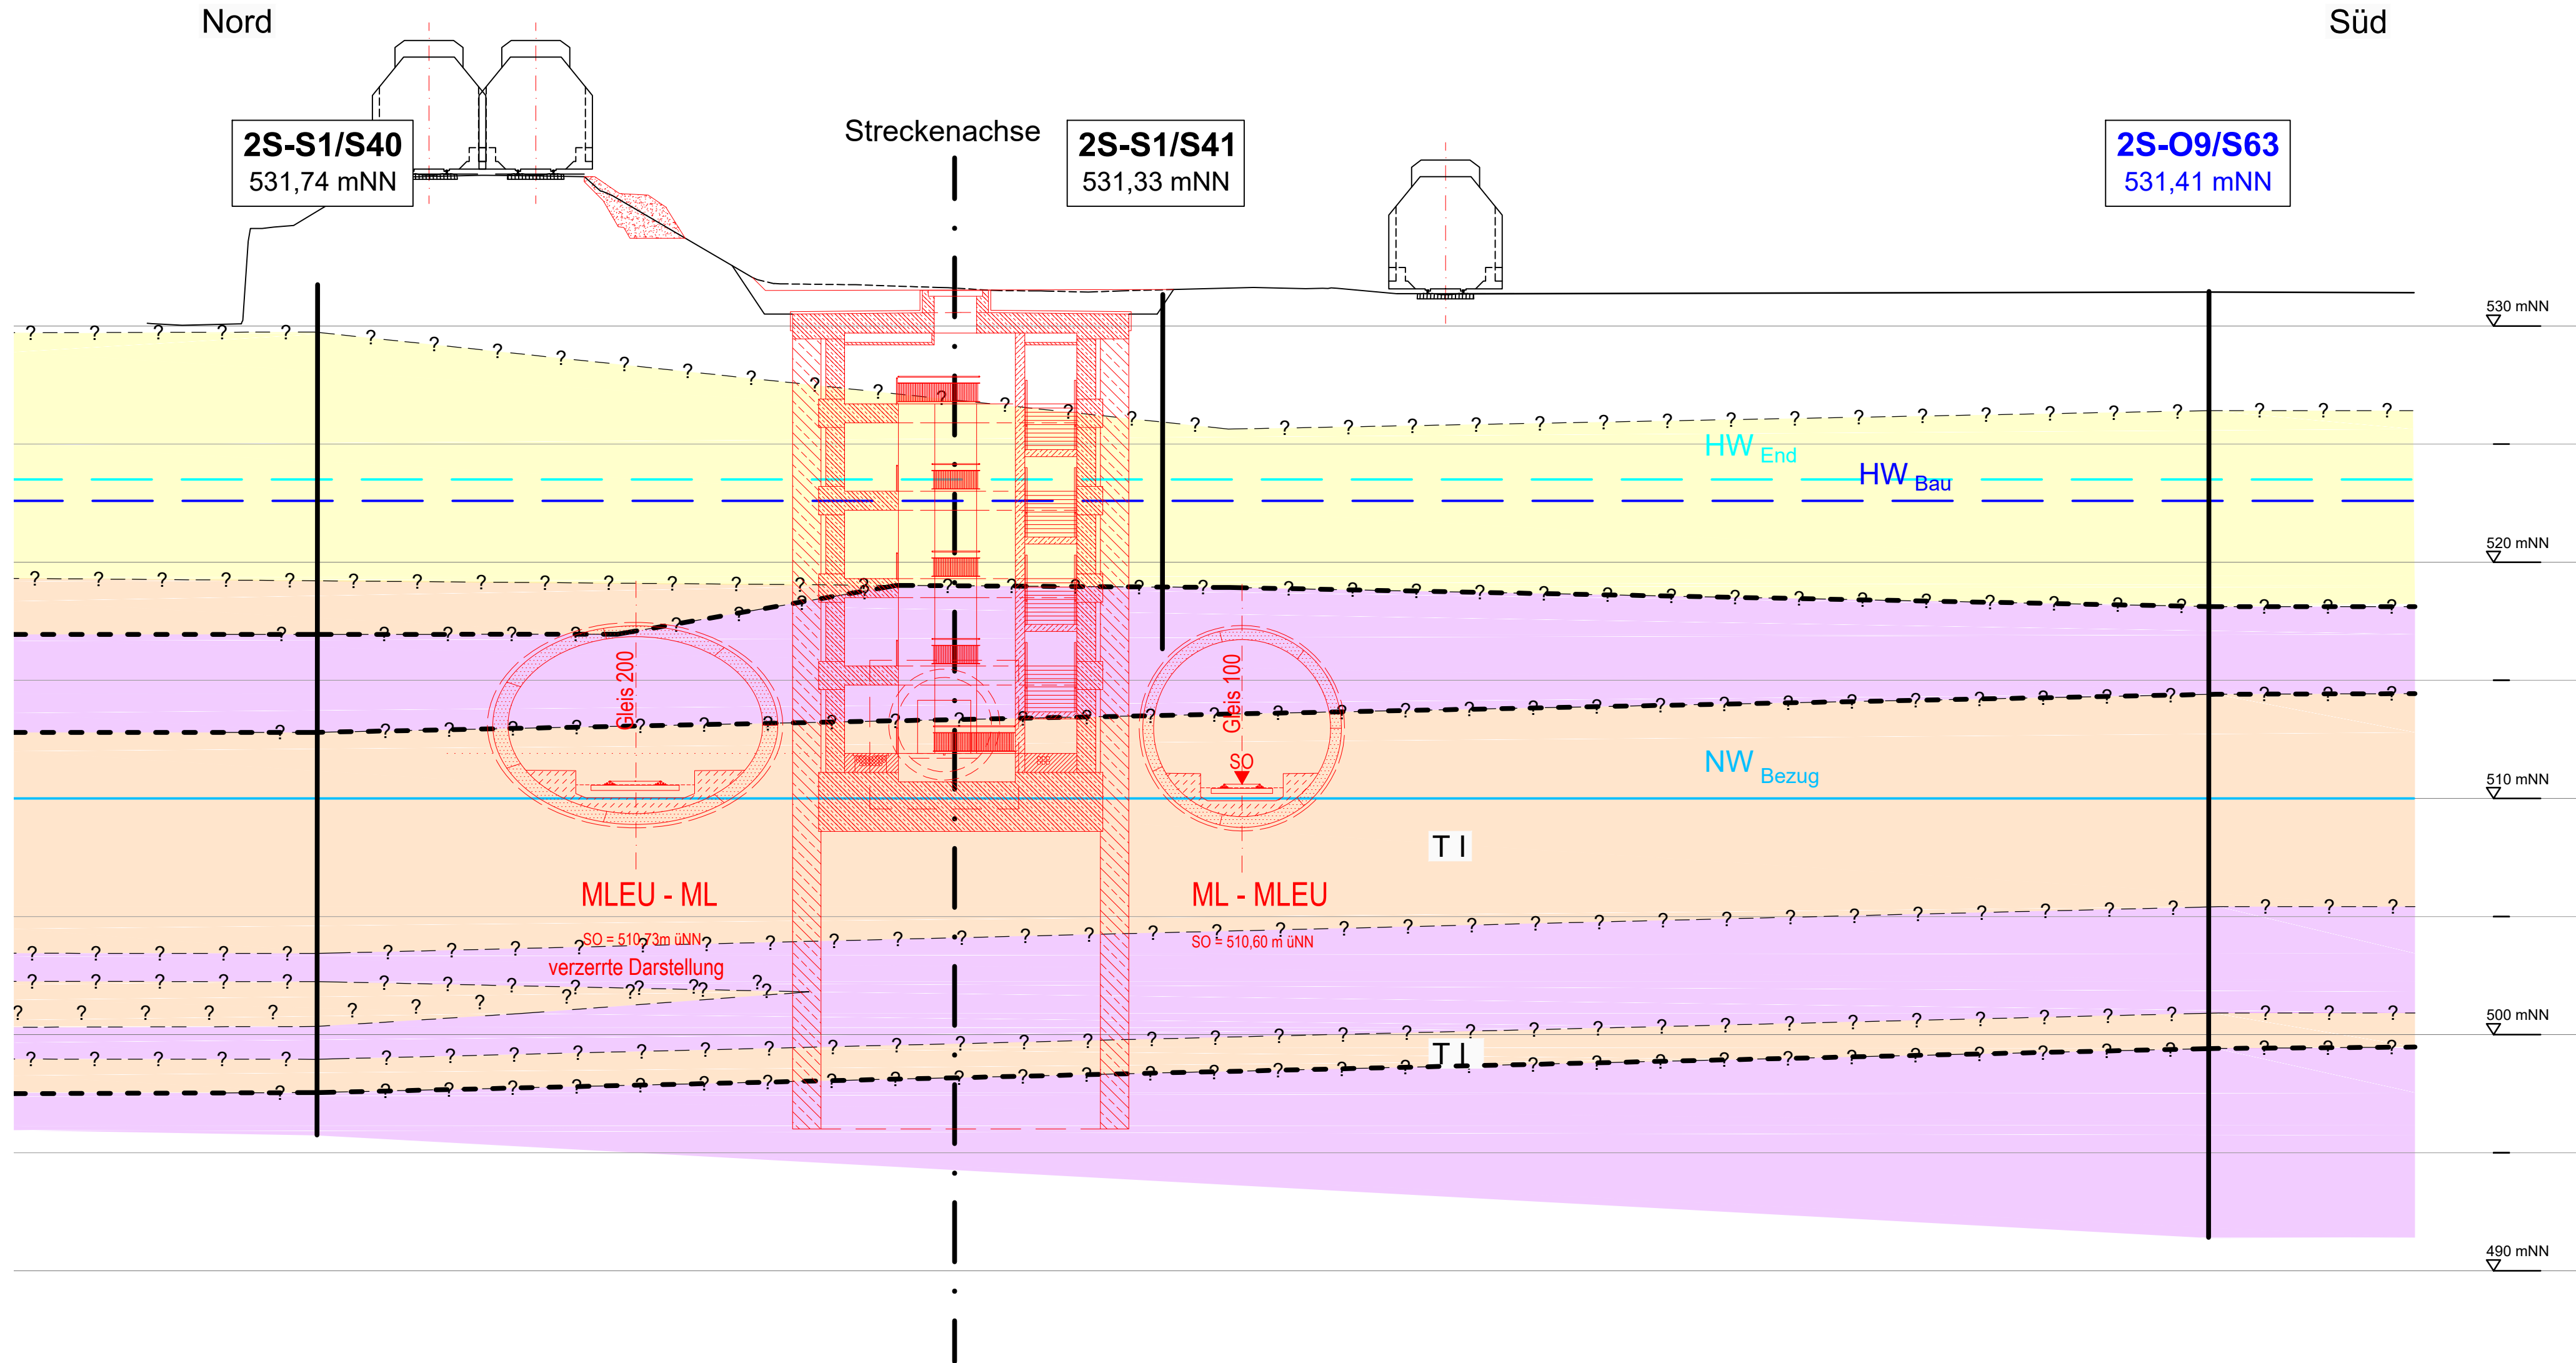 Nord
Süd
Streckenachse
2S-S1/S40
531,74 mNN
2S-S1/S41
531,33 mNN
2S-O9/S63
531,41 mNN
530 mNN
HW End
HW Bau
520 mNN
Gleis 200
Gleis 100
SO
NW Bezug
510 mNN
T I
MLEU - ML
ML - MLEU
SO = 510,73m üNN
SO = 510,60 m üNN
verzerrte Darstellung
500 mNN
T I
490 mNN